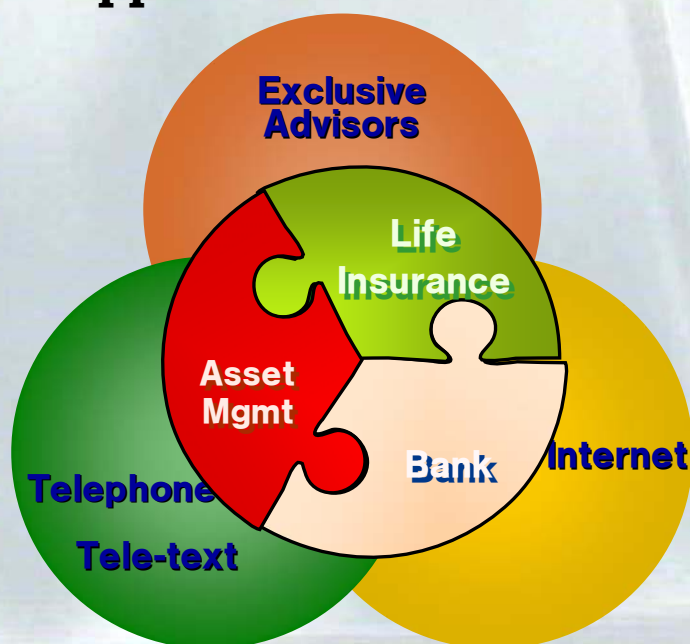 Exclusive
Advisors
Life
Insurance
Asset
Mgmt
Bank
Internet
Telephone
Tele-text